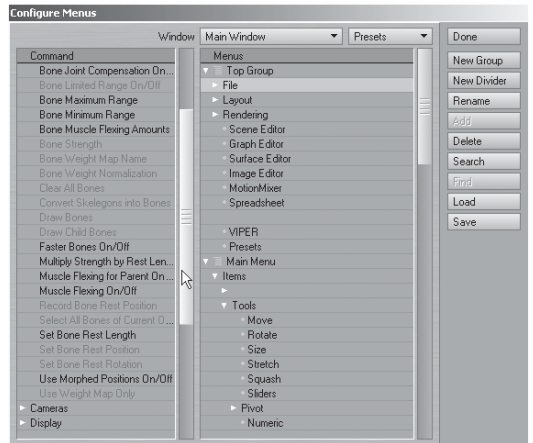 Configure Menus
Window
Main Window
Presets
Command
Bone Joint Compensation On...
Bone Limited Range On/Off
Bone Maximum Range
Bone Minimum Range
Bone Muscle Flexing Amounts
Bone Strength
Bone Weight Map Name
Bone Weight Normalization
Clear All Bones
Convert Skelegons into Bones
Draw Bones
Draw Child Bones
Faster Bones On/Off
Multiply Strength by Rest Len...
Muscle Flexing for Parent On ...
Muscle Flexing On/Off
Record Bone Rest Position
Select All Bones of Current O...
Set Bone Rest Length
Set Bone Rest Position
Set Bone Rest Rotation
Use Morphed Positions On/Off
Use Weight Map Only
Cameras
Display
Menus
Top Group
File
Layout
Rendering
Scene Editor
Graph Editor
Surface Editor
Image Editor
MotionMixer
Spreadsheet
VIPER
Presets
Main Menu
Items
Tools
Move
Rotate
Size
Stretch
Squash
Sliders
Pivot
Numeric
Done
New Group
New Divider
Rename
Add
Delete
Search
Find
Load
Save